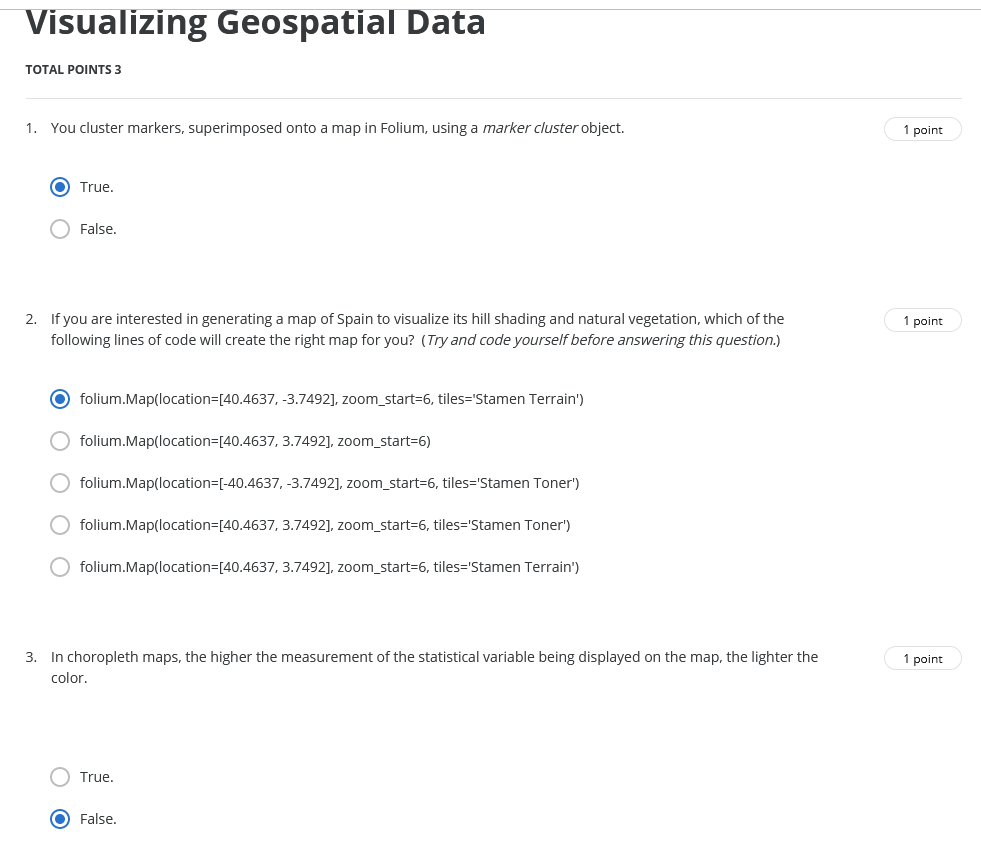 Visualizing Geospatial Data
TOTAL POINTS 3
1. You cluster markers, superimposed onto a map in Folium, using a marker cluster object.
1 point
True.
False.
2. If you are interested in generating a map of Spain to visualize its hill shading and natural vegetation, which of the
following lines of code will create the right map for you? (Try and code yourself before answering this question.)
1 point
folium.Map(location=[40.4637, -3.7492], zoom_start=6, tiles='Stamen Terrain')
folium.Map(location=[40.4637, 3.7492], zoom_start=6)
folium.Map(location=[-40.4637, -3.7492], zoom_start=6, tiles='Stamen Toner')
folium.Map(location=[40.4637, 3.7492], zoom_start=6, tiles='Stamen Toner')
folium.Map(location=[40.4637, 3.7492], zoom_start=6, tiles='Stamen Terrain')
3. In choropleth maps, the higher the measurement of the statistical variable being displayed on the map, the lighter the
color.
1 point
True.
False.